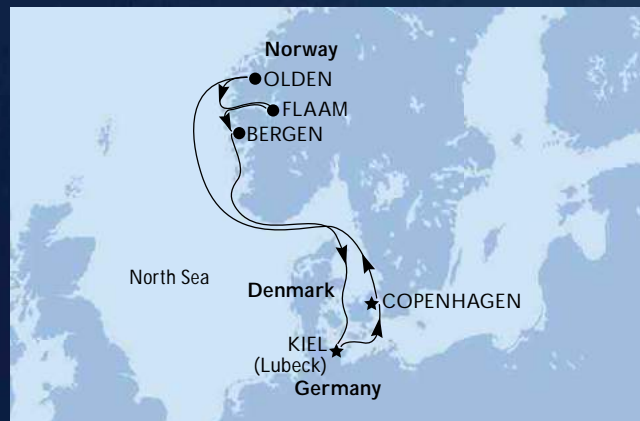 Norway
OLDEN
FLAAM
BERGEN
North Sea
Denmark
COPENHAGEN
KIEL
(Lubeck)
Germany